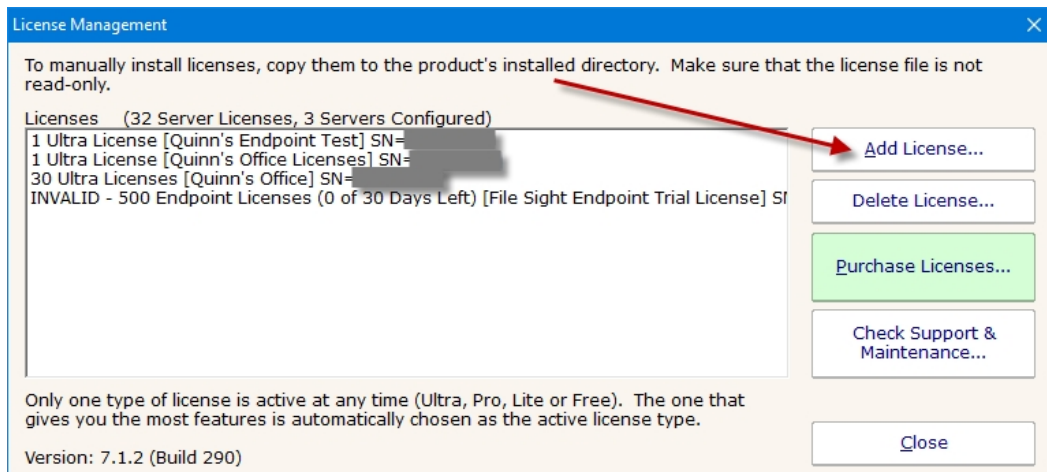 License Management
To manually install licenses, copy them to the product's installed directory.  Make sure that the license file is not
read-only.
Licenses    (32 Server Licenses, 3 Servers Configured)
1 Ultra License [Quinn's Endpoint Test] SN=
1 Ultra License [Quinn's Office Licenses] SN=
30 Ultra Licenses [Quinn's Office] SN=
INVALID - 500 Endpoint Licenses (0 of 30 Days Left) [File Sight Endpoint Trial License] SN
Add License...
Delete License...
Purchase Licenses...
Check Support &
Maintenance...
Only one type of license is active at any time (Ultra, Pro, Lite or Free).  The one that
gives you the most features is automatically chosen as the active license type.
Close
Version: 7.1.2 (Build 290)